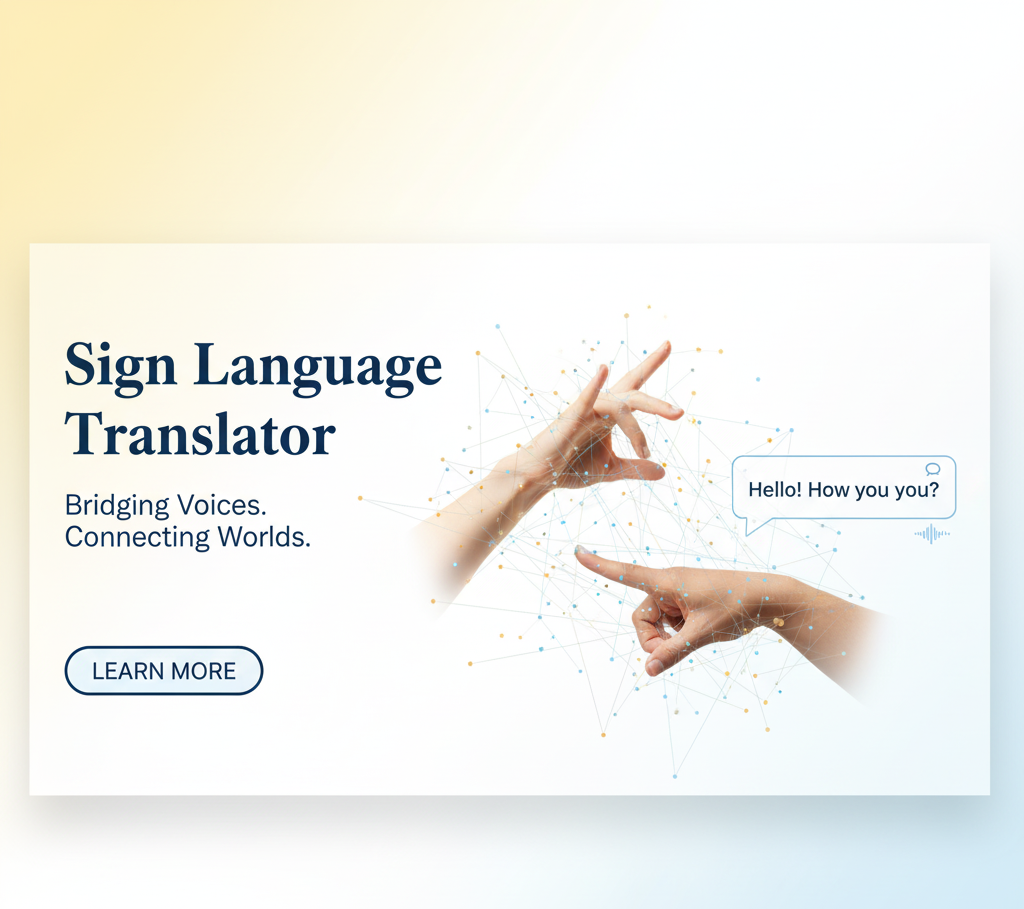 Sign Language
Translator
Bridging Voices.
Connecting Worlds.
LEARN MORE
Hello! How you you?